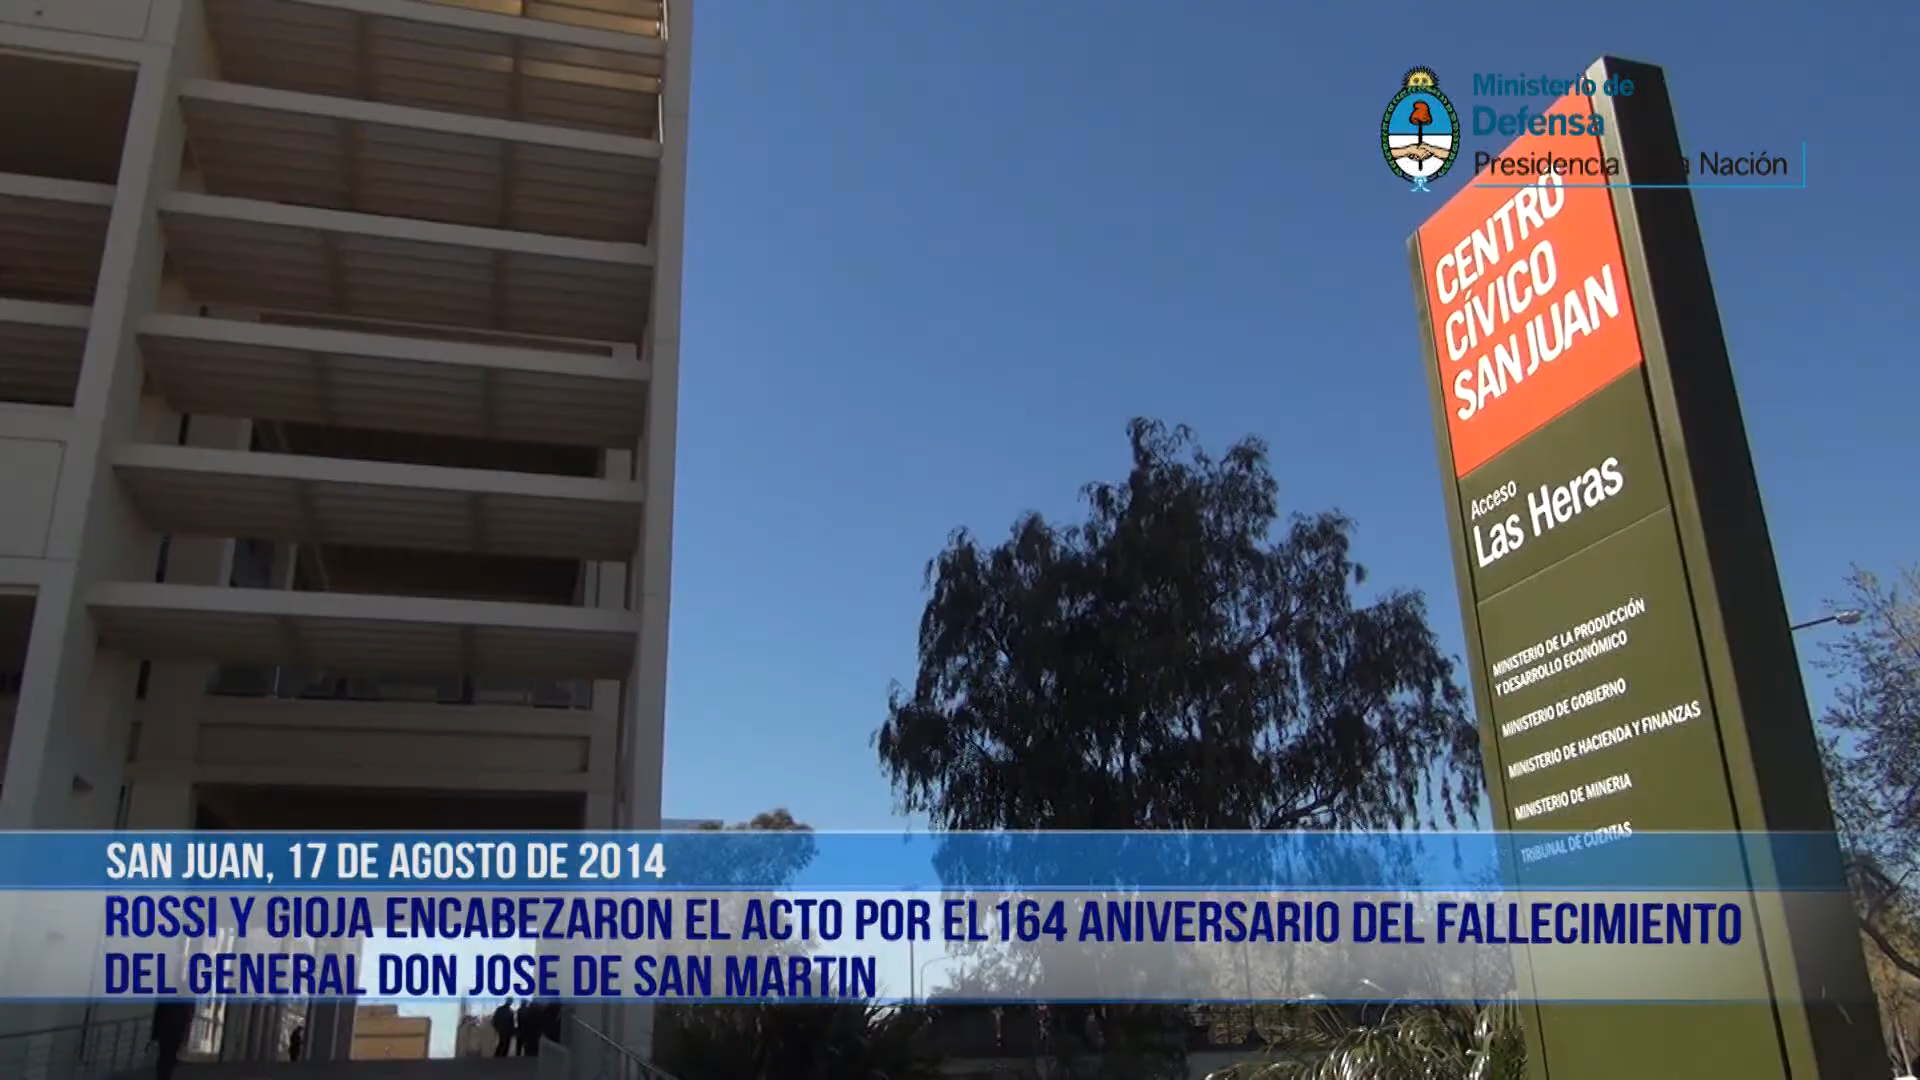 Ministerio de
Defensa
Presidencia a Nación
CENTRO
CÍVICO
SAN JUAN
Acceso
Las Heras
MINISTERIO DE LA PRODUCCIÓN
Y DESARROLLO ECONÓMICO
MINISTERIO DE GOBIERNO
MINISTERIO DE HACIENDA Y FINANZAS
MINISTERIO DE MINERIA
TRIBUNAL DE CUENTAS
SAN JUAN, 17 DE AGOSTO DE 2014
ROSSI Y GIOJA ENCABEZARON EL ACTO POR EL 164 ANIVERSARIO DEL FALLECIMIENTO
DEL GENERAL DON JOSE DE SAN MARTIN